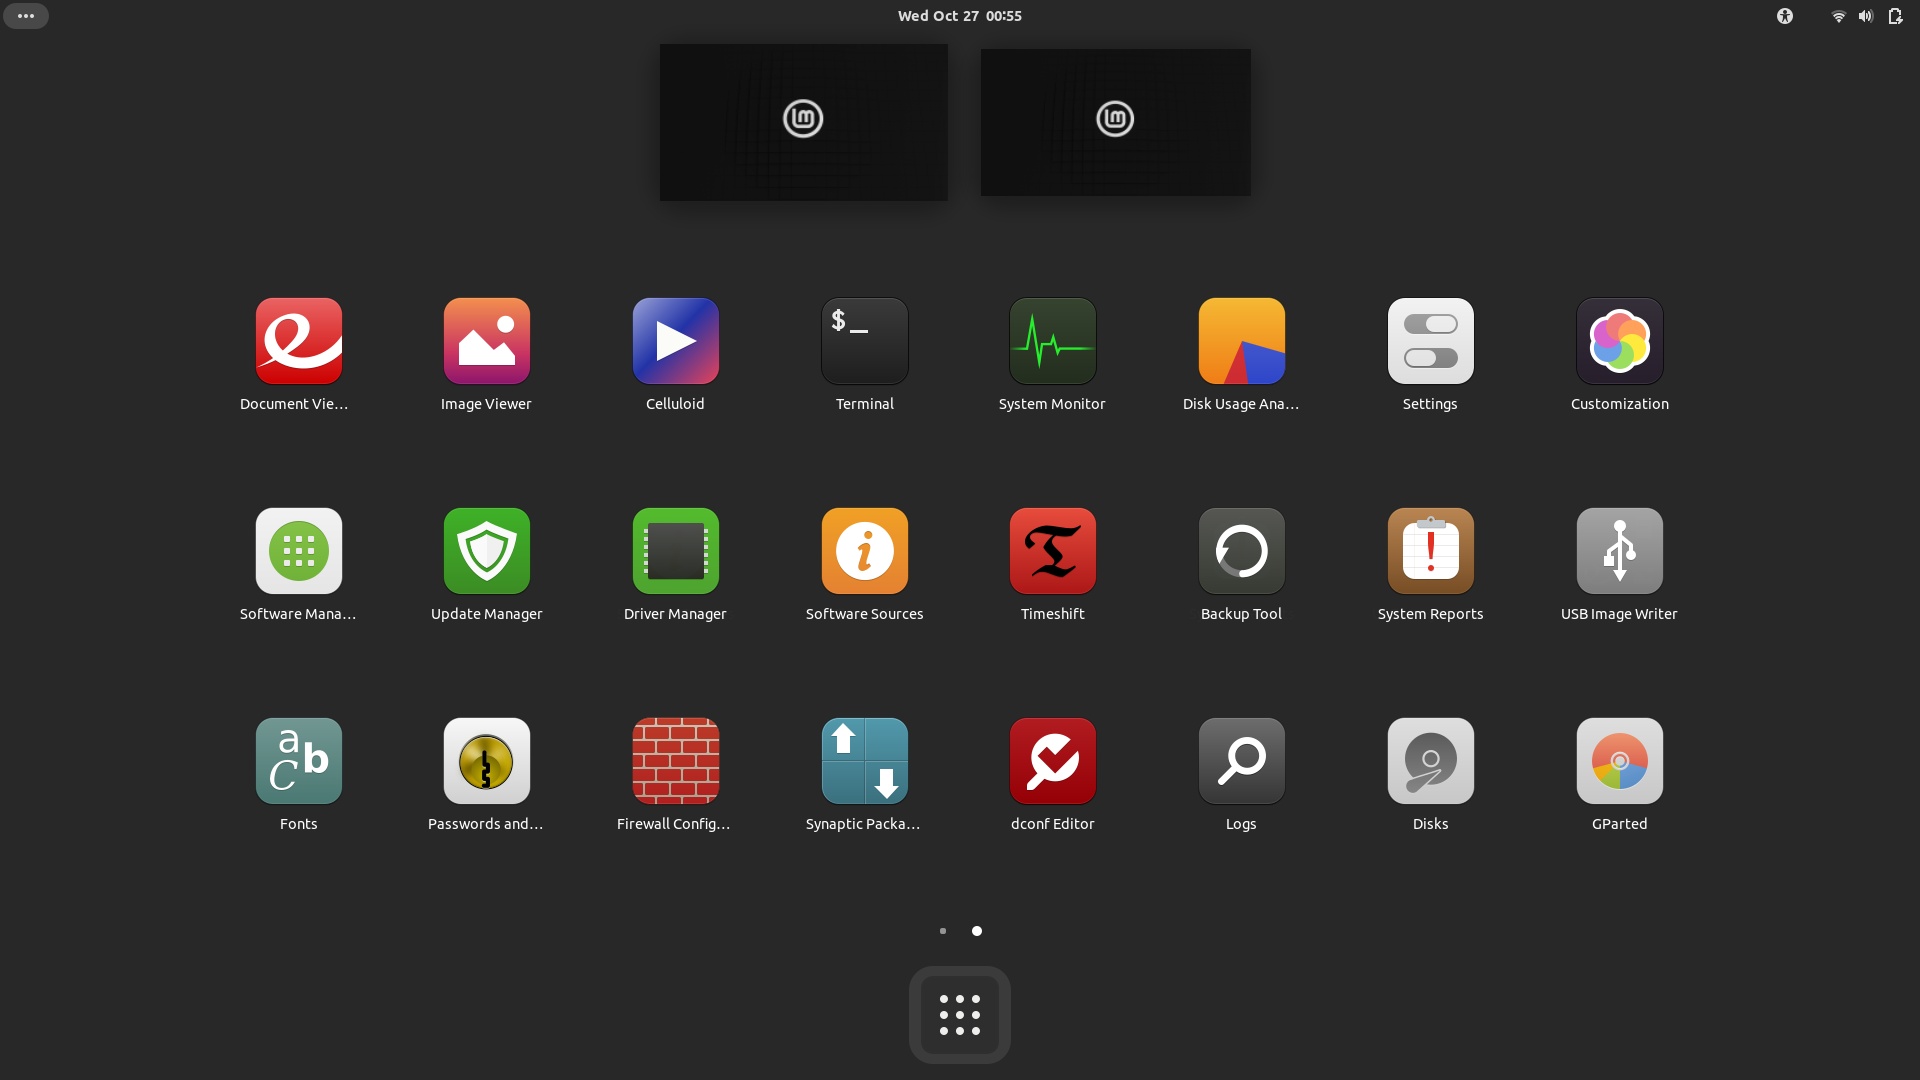 Wed Oct 27 00:55
lm
lm
$_
Document Vie...
Image Viewer
Celluloid
Terminal
System Monitor
Disk Usage Ana...
Settings
Customization
i
T
!
Software Mana...
Update Manager
Driver Manager
Software Sources
Timeshift
Backup Tool
System Reports
USB Image Writer
a b
C
Fonts
Passwords and...
Firewall Config...
Synaptic Packa...
dconf Editor
Logs
Disks
GParted